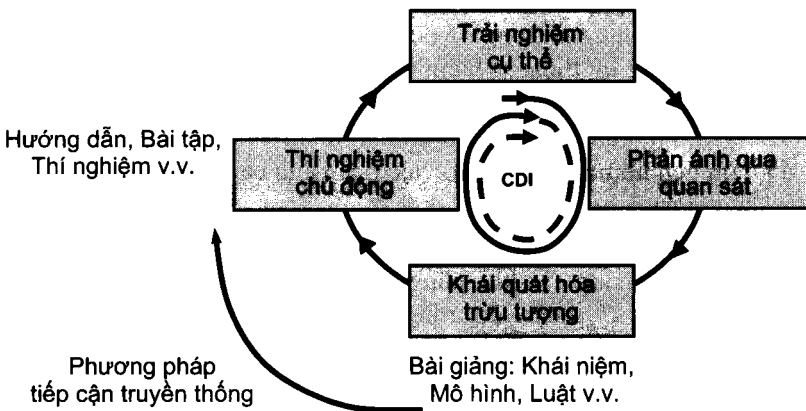 Trải nghiệm
cụ thể
Hướng dẫn, Bài tập,
Thí nghiệm v.v.
Thí nghiệm
chủ động
CDI
Phản ánh qua
quan sát
Khái quát hóa
trừu tượng
Phương pháp
tiếp cận truyền thống
Bài giảng: Khái niệm,
Mô hình, Luật v.v.